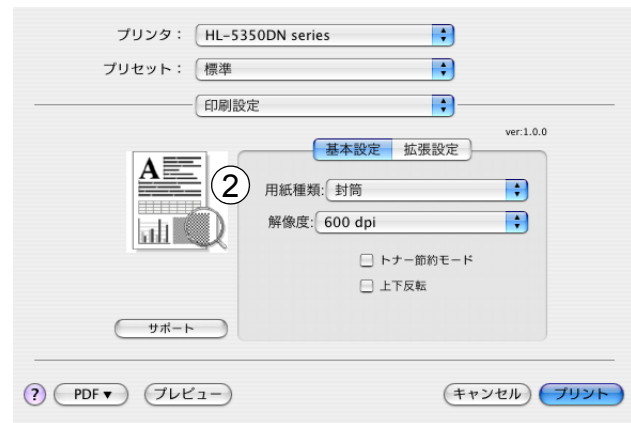 プリンタ： HL-5350DN series
プリセット： 標準
印刷設定
ver:1.0.0
基本設定 拡張設定
A
② 用紙種類: 封筒
解像度: 600 dpi
トナー節約モード
上下反転
サポート
? PDF▼ プレビュー キャンセル プリント